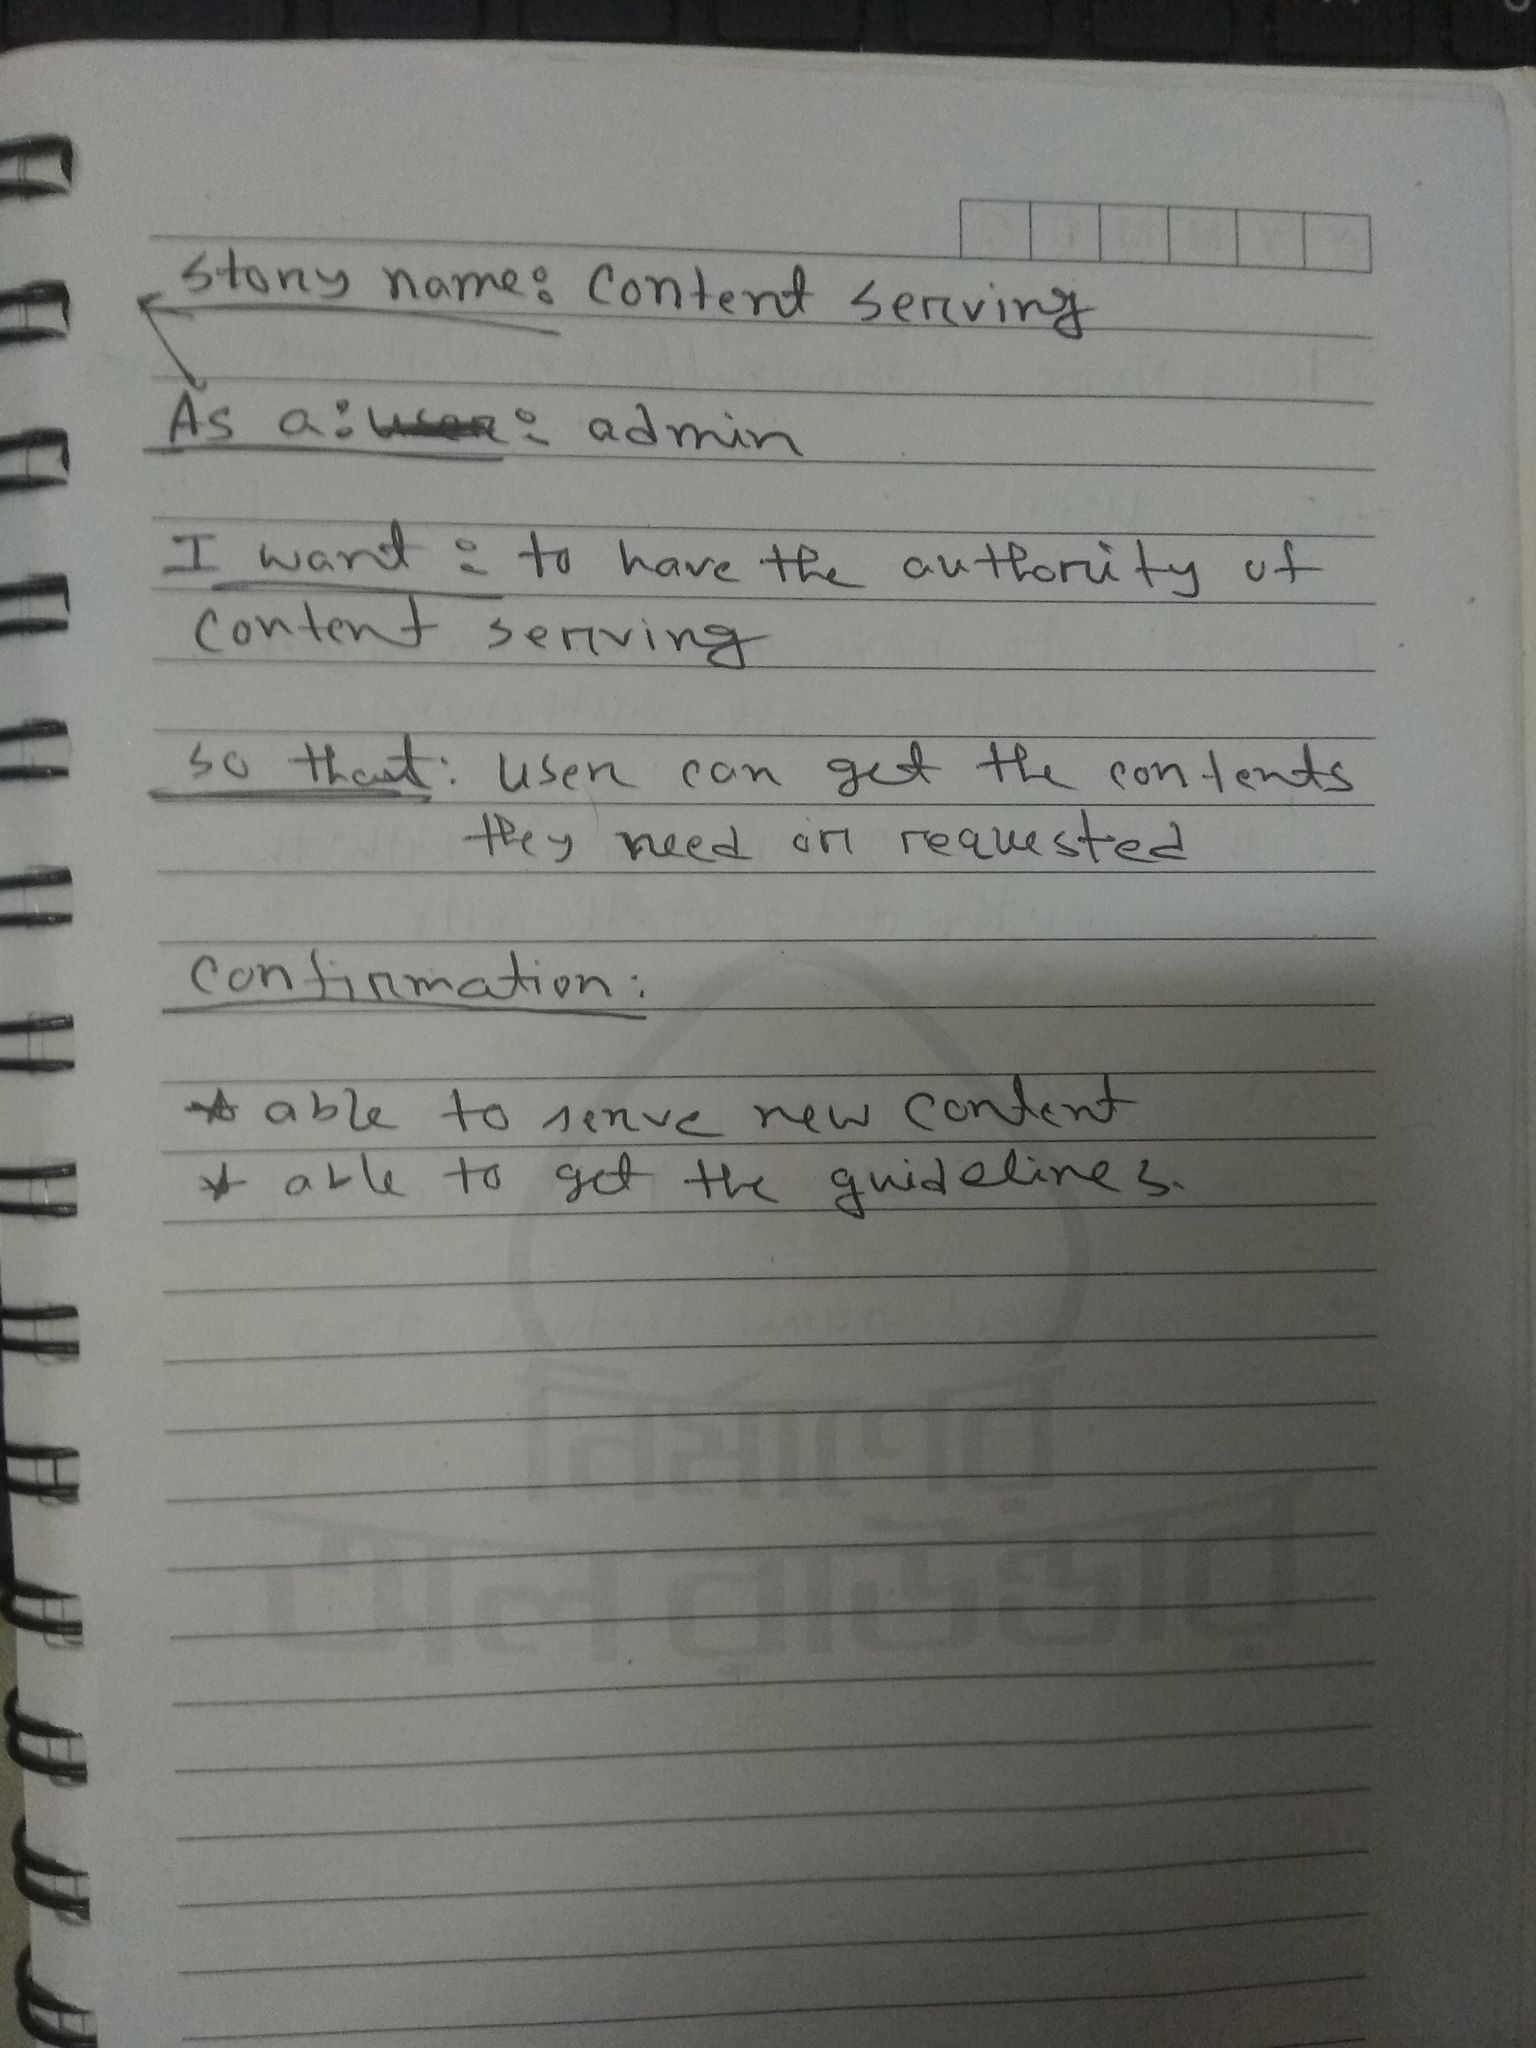 Story name: Content serving
As a: user: admin
I want: to have the authority of
content serving
so that: user can get the contents
they need or requested
confirmation:
* able to serve new content
* able to get the guidelines.